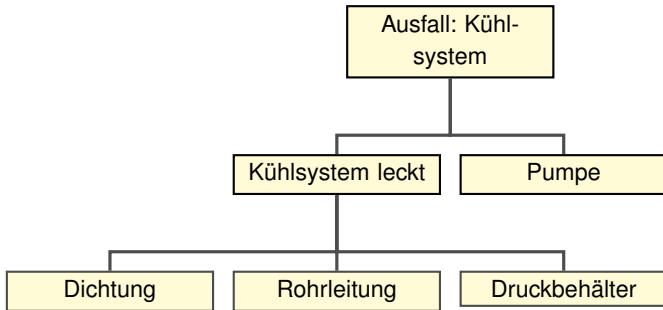 Ausfall: Kühl-
system
Kühlsystem leckt
Pumpe
Dichtung
Rohrleitung
Druckbehälter